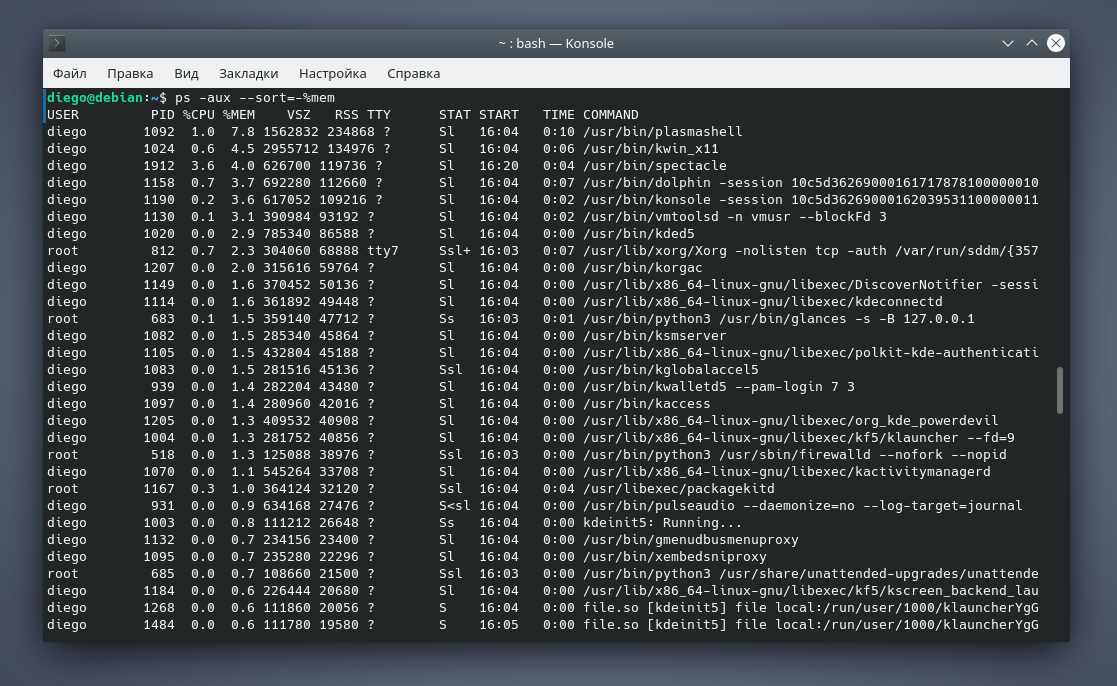 ~ : bash — Konsole
Файл Правка Вид Закладки Настройка Справка
diego@debian:~$ ps -aux --sort=-%mem
USER PID %CPU %MEM VSZ RSS TTY STAT START TIME COMMAND
diego 1092 1.0 7.8 1562832 234868 ? Sl 16:04 0:10 /usr/bin/plasmashell
diego 1024 0.6 4.5 2955712 134976 ? Sl 16:04 0:06 /usr/bin/kwin_x11
diego 1912 3.6 4.0 626700 119736 ? Sl 16:20 0:04 /usr/bin/spectacle
diego 1158 0.7 3.7 692280 112660 ? Sl 16:04 0:07 /usr/bin/dolphin -session 10c5d3626900016171787810000​0010
diego 1190 0.2 3.6 617052 109216 ? Sl 16:04 0:02 /usr/bin/konsole -session 10c5d362690001620395311000​00011
diego 1130 0.1 3.1 390984 93192 ? Sl 16:04 0:02 /usr/bin/vmtoolsd -n vmusr --blockFd 3
diego 1020 0.0 2.9 785340 86588 ? Sl 16:04 0:00 /usr/bin/kded5
root 812 0.7 2.3 304060 68888 tty7 Ssl+ 16:03 0:07 /usr/lib/xorg/Xorg -nolisten tcp -auth /var/run/sddm/{357
diego 1207 0.0 2.0 315616 59764 ? Sl 16:04 0:00 /usr/bin/korgac
diego 1149 0.0 1.6 370452 50136 ? Sl 16:04 0:00 /usr/lib/x86_64-linux-gnu/libexec/DiscoverNotifier -sessi
diego 1114 0.0 1.6 361892 49448 ? Sl 16:04 0:00 /usr/lib/x86_64-linux-gnu/libexec/kdeconnectd
root 683 0.1 1.5 359140 47712 ? Ss 16:03 0:01 /usr/bin/python3 /usr/bin/glances -s -B 127.0.0.1
diego 1082 0.0 1.5 285340 45864 ? Sl 16:04 0:00 /usr/bin/ksmserver
diego 1105 0.0 1.5 432804 45188 ? Sl 16:04 0:00 /usr/lib/x86_64-linux-gnu/libexec/polkit-kde-authenticati
diego 1083 0.0 1.5 281516 45136 ? Ssl 16:04 0:00 /usr/bin/kglobalaccel5
diego 939 0.0 1.4 282204 43480 ? Sl 16:04 0:00 /usr/bin/kwalletd5 --pam-login 7 3
diego 1097 0.0 1.4 280960 42016 ? Sl 16:04 0:00 /usr/bin/kaccess
diego 1205 0.0 1.3 409532 40908 ? Sl 16:04 0:00 /usr/lib/x86_64-linux-gnu/libexec/org_kde_powerdevil
diego 1004 0.0 1.3 281752 40856 ? Sl 16:04 0:00 /usr/lib/x86_64-linux-gnu/libexec/kf5/klauncher --fd=9
root 518 0.0 1.3 125088 38976 ? Ssl 16:03 0:00 /usr/bin/python3 /usr/sbin/firewalld --nofork --nopid
diego 1070 0.0 1.1 545264 33708 ? Sl 16:04 0:00 /usr/lib/x86_64-linux-gnu/libexec/kactivitymanagerd
root 1167 0.3 1.0 364124 32120 ? Ssl 16:04 0:04 /usr/libexec/packagekitd
diego 931 0.0 0.9 634168 27476 ? S<sl 16:04 0:00 /usr/bin/pulseaudio --daemonize=no --log-target=journal
diego 1003 0.0 0.8 111212 26648 ? Ss 16:04 0:00 kdeinit5: Running...
diego 1132 0.0 0.7 234156 23400 ? Sl 16:04 0:00 /usr/bin/gmenudbusmenuproxy
diego 1095 0.0 0.7 235280 22296 ? Sl 16:04 0:00 /usr/bin/xembedsniproxy
root 685 0.0 0.7 108660 21500 ? Ssl 16:03 0:00 /usr/bin/python3 /usr/share/unattended-upgrades/unattende
diego 1184 0.0 0.6 226444 20680 ? Sl 16:04 0:00 /usr/lib/x86_64-linux-gnu/libexec/kf5/kscreen_backend_lau
diego 1268 0.0 0.6 111860 20056 ? S 16:04 0:00 file.so [kdeinit5] file local:/run/user/1000/klauncherYgG
diego 1484 0.0 0.6 111780 19580 ? S 16:05 0:00 file.so [kdeinit5] file local:/run/user/1000/klauncherYgG